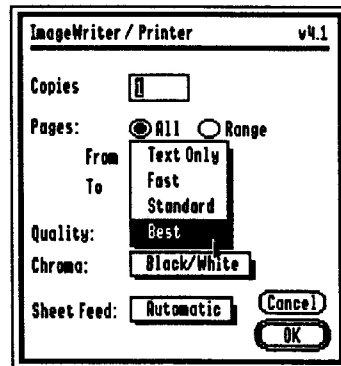 ImageWriter / Printer v4.1
Copies 1
Pages: All Range
From Text Only
Fast
To
Standard
Quality: Best
Chroma: Black/White
Sheet Feed: Automatic Cancel
OK